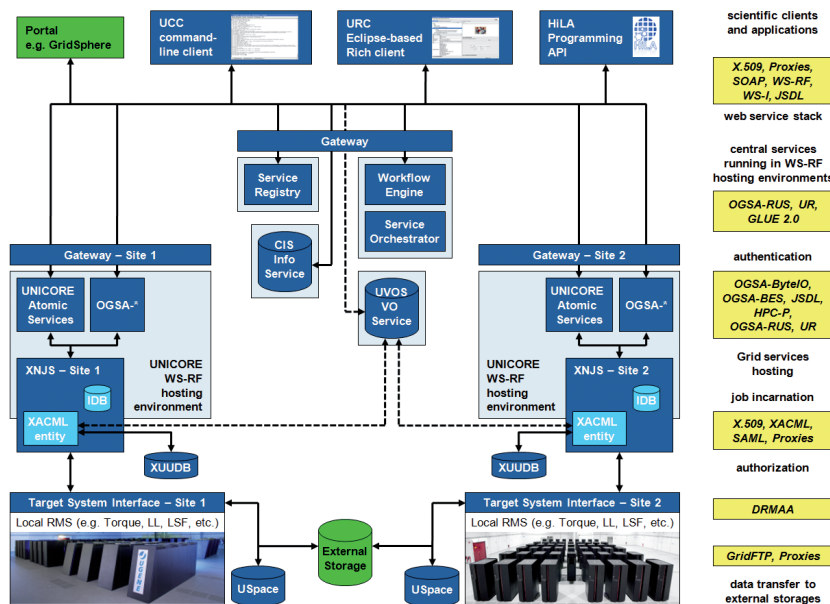 Portal
e.g. GridSphere
UCC
command-
line client
URC
Eclipse-based
Rich client
HiLA
Programming
API
HiLA
scientific clients
and applications
X.509, Proxies,
SOAP, WS-RF,
WS-I, JSDL
web service stack
Gateway
Service
Registry
Workflow
Engine
Service
Orchestrator
CIS
Info
Service
UVOS
VO
Service
central services
running in WS-RF
hosting environments
OGSA-RUS, UR,
GLUE 2.0
Gateway – Site 1
UNICORE
Atomic
Services
OGSA-*
XNJS – Site 1
IDB
XACML
entity
UNICORE
WS-RF
hosting
environment
XUUDB
Gateway – Site 2
UNICORE
Atomic
Services
OGSA-*
UNICORE
WS-RF
hosting
environment
XNJS – Site 2
IDB
XACML
entity
XUUDB
authentication
OGSA-ByteIO,
OGSA-BES, JSDL,
HPC-P,
OGSA-RUS, UR
Grid services
hosting
job incarnation
X.509, XACML,
SAML, Proxies
authorization
Target System Interface – Site 1
Local RMS (e.g. Torque, LL, LSF, etc.)
JUGENE
External
Storage
USpace
USpace
Target System Interface – Site 2
Local RMS (e.g. Torque, LL, LSF, etc.)
DRMAA
GridFTP, Proxies
data transfer to
external storages